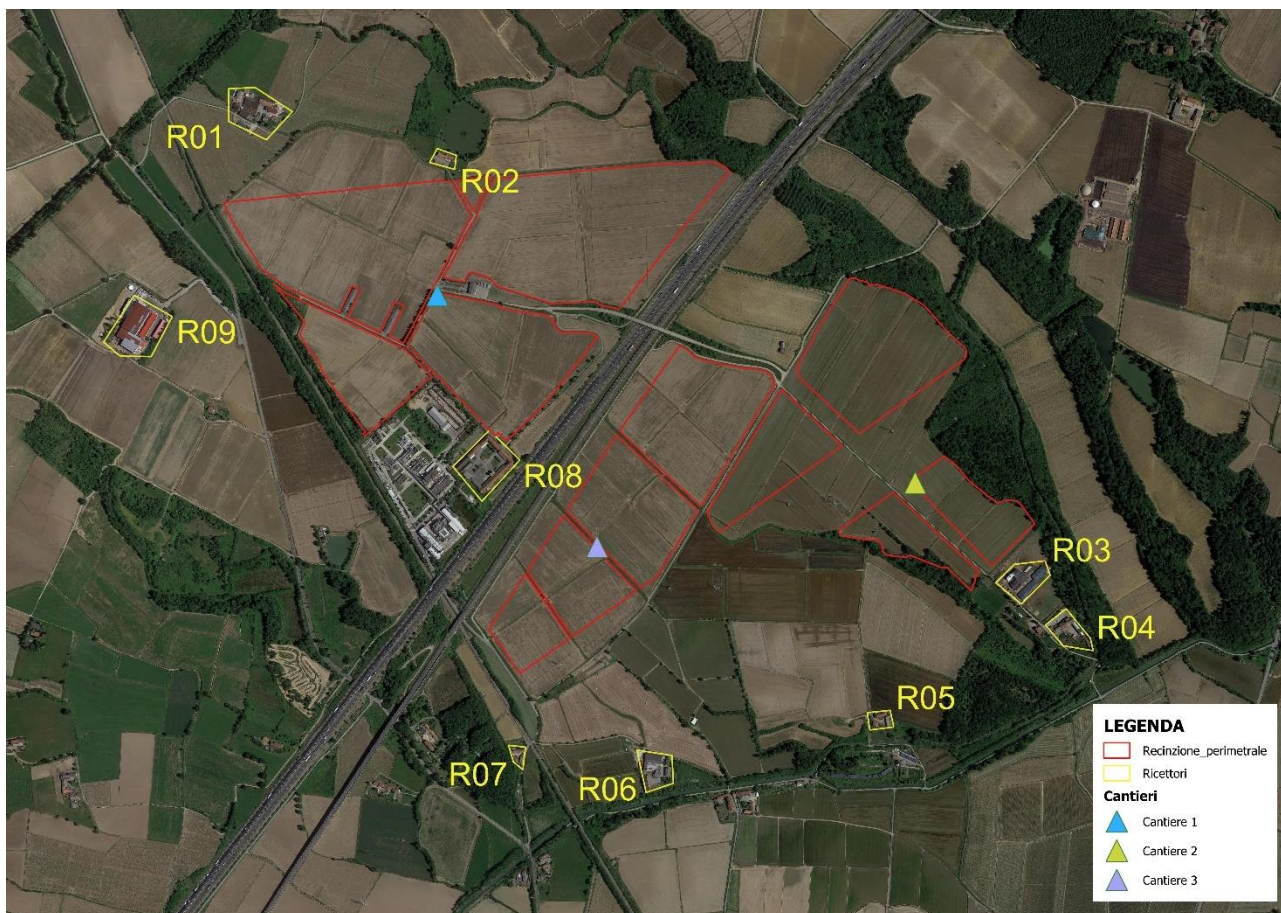 R01
R02
R09
R08
R03
R04
R05
R07
R06
LEGENDA
Recinzione_perimetrale
Ricettori
Cantieri
Cantiere 1
Cantiere 2
Cantiere 3